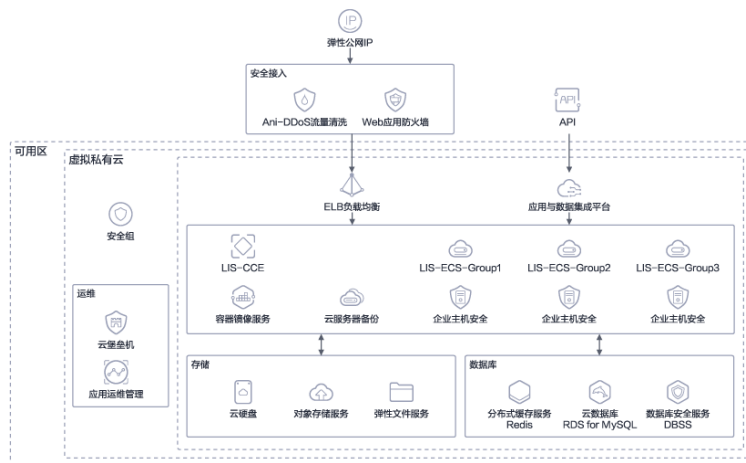 IP
弹性公网IP
安全接入
Ani-DDoS流量清洗
Web应用防火墙
API
API
可用区
虚拟私有云
安全组
ELB负载均衡
应用与数据集成平台
LIS-CCE
LIS-ECS-Group1
LIS-ECS-Group2
LIS-ECS-Group3
容器镜像服务
云服务器备份
企业主机安全
企业主机安全
企业主机安全
运维
云堡垒机
应用运维管理
存储
云硬盘
对象存储服务
弹性文件服务
数据库
分布式缓存服务
Redis
云数据库
RDS for MySQL
数据库安全服务
DBSS